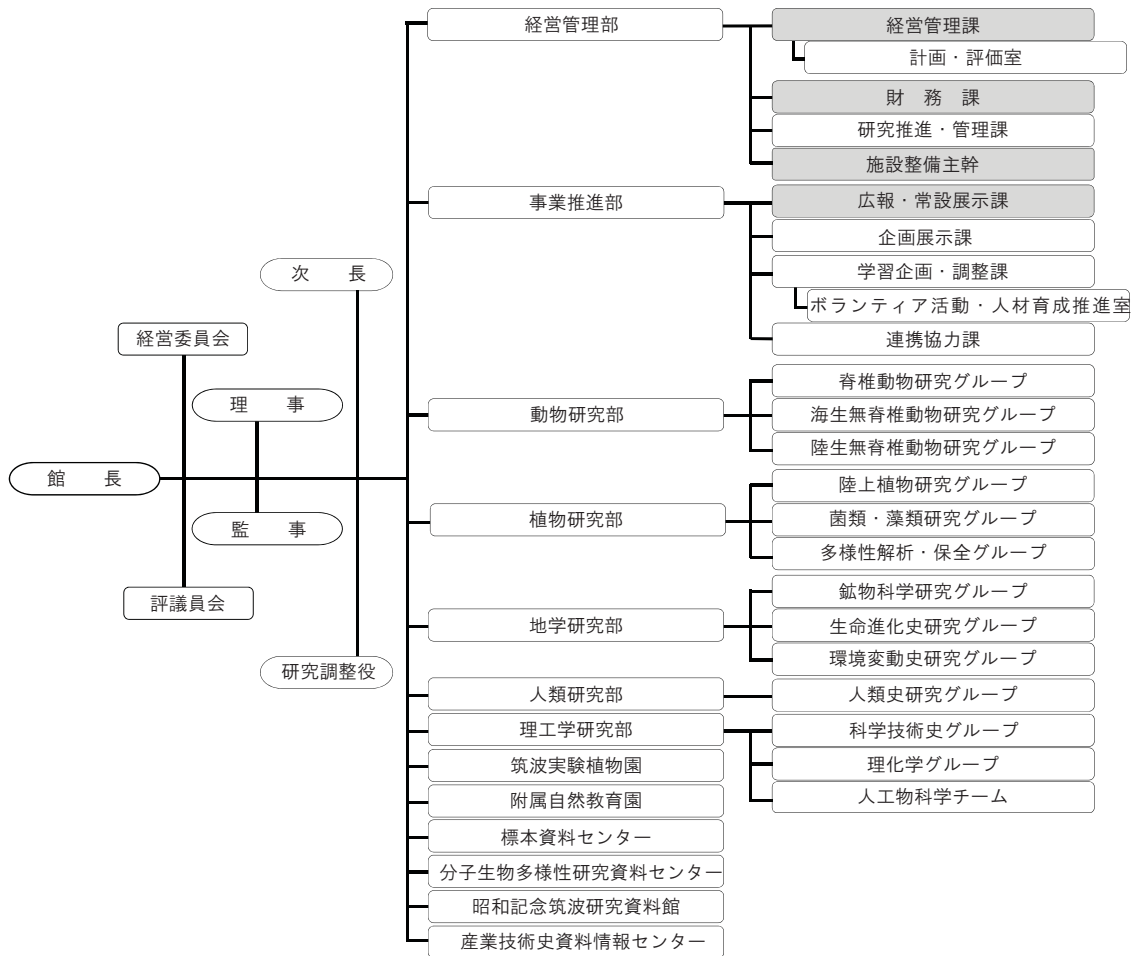 館　長
経営委員会
評議員会
理　事
監　事
次　長
研究調整役
経営管理部
経営管理課
計画・評価室
財　務　課
研究推進・管理課
施設整備主幹
事業推進部
広報・常設展示課
企画展示課
学習企画・調整課
ボランティア活動・人材育成推進室
連携協力課
動物研究部
脊椎動物研究グループ
海生無脊椎動物研究グループ
陸生無脊椎動物研究グループ
植物研究部
陸上植物研究グループ
菌類・藻類研究グループ
多様性解析・保全グループ
地学研究部
鉱物科学研究グループ
生命進化史研究グループ
環境変動史研究グループ
人類研究部
人類史研究グループ
理工学研究部
科学技術史グループ
理化学グループ
人工物科学チーム
筑波実験植物園
附属自然教育園
標本資料センター
分子生物多様性研究資料センター
昭和記念筑波研究資料館
産業技術史資料情報センター